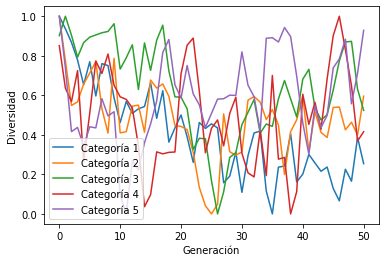 1.0
0.8
0.6
0.4
0.2
0.0
Diversidad
Categoría 1
Categoría 2
Categoría 3
Categoría 4
Categoría 5
0 10 20 30 40 50
Generación